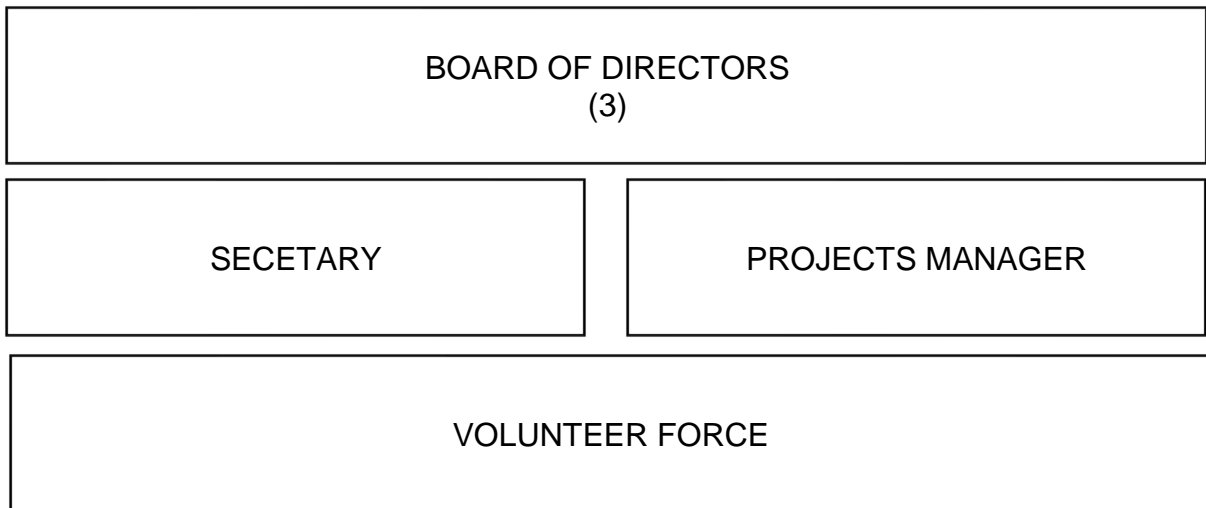 BOARD OF DIRECTORS
(3)
SECETARY
PROJECTS MANAGER
VOLUNTEER FORCE